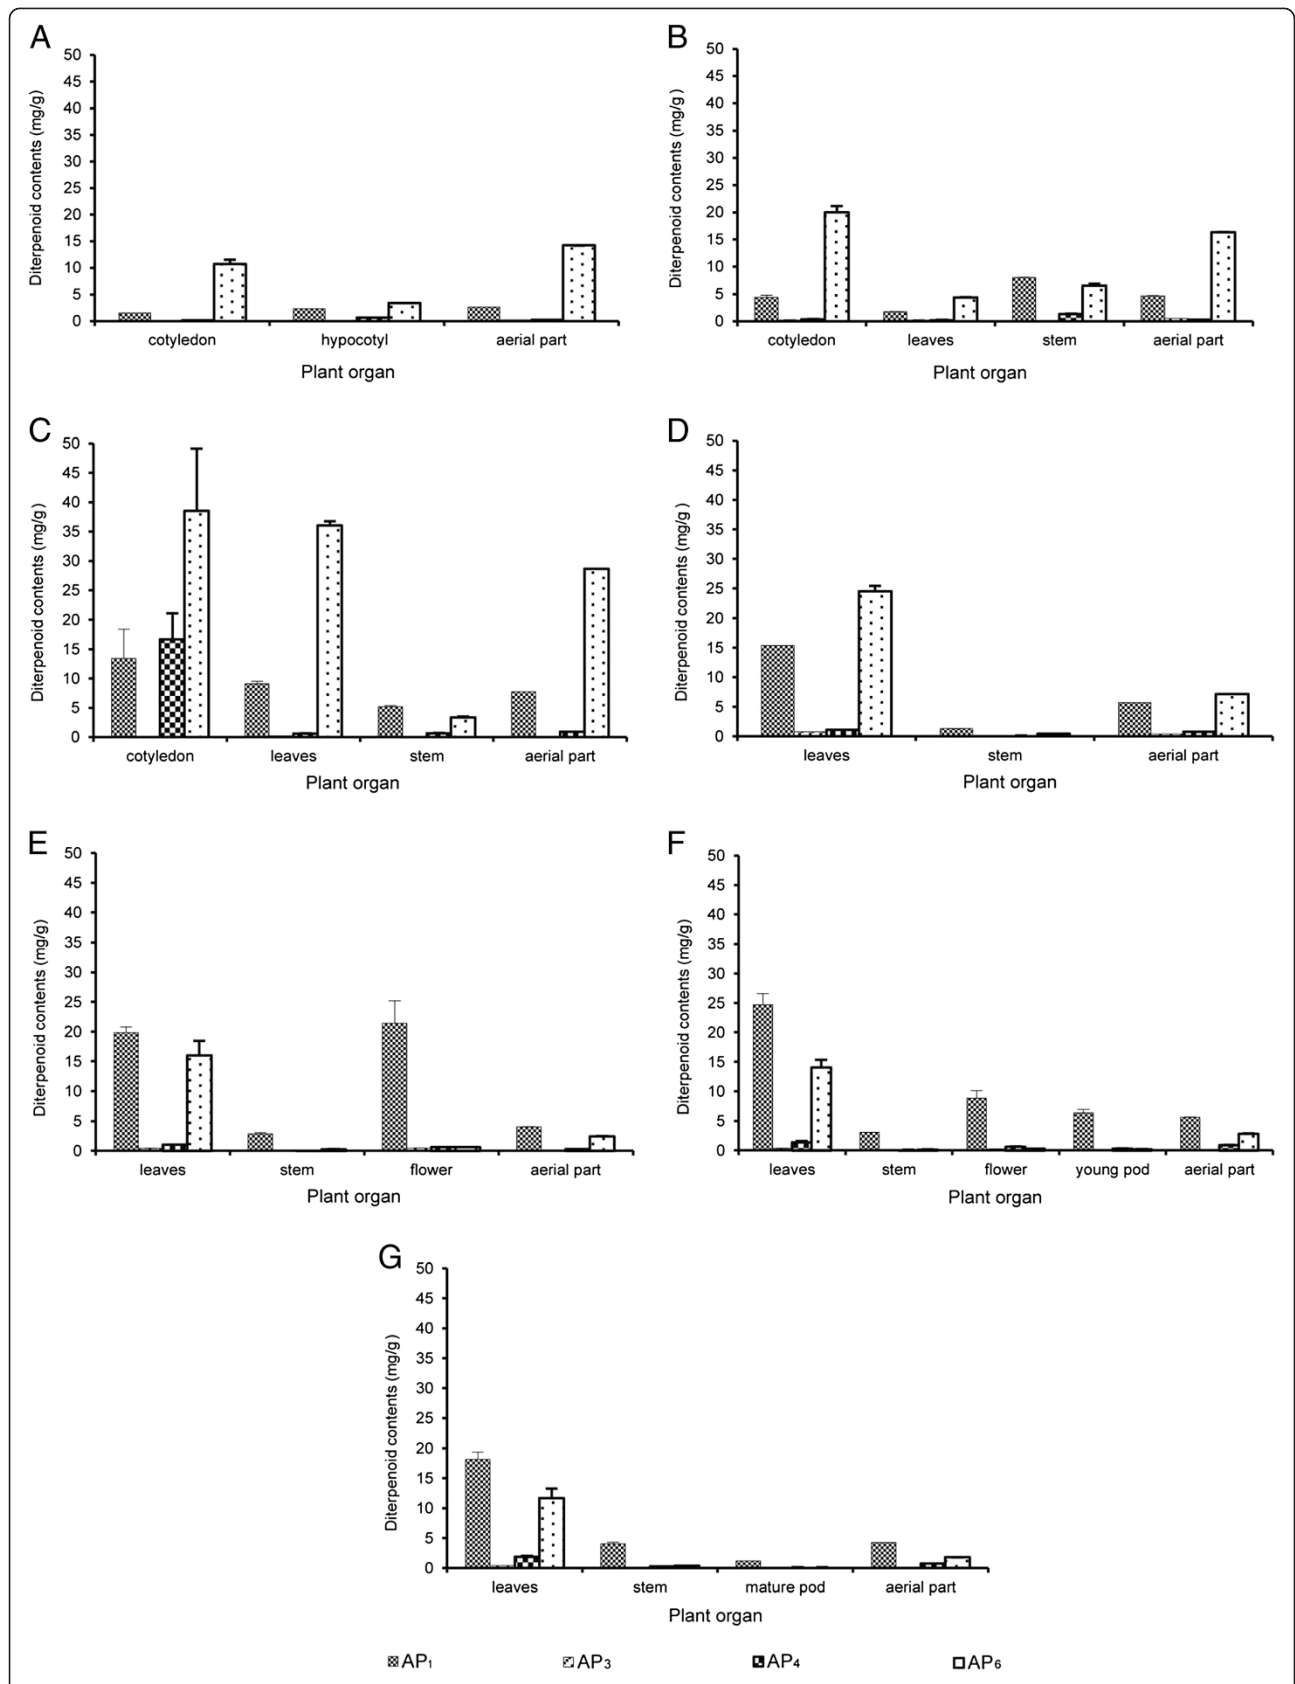 A
50
45
40
35
30
25
20
15
10
5
0
Diterpenoid contents (mg/g)
cotyledon hypocotyl aerial part
Plant organ
B
50
45
40
35
30
25
20
15
10
5
0
Diterpenoid contents (mg/g)
cotyledon leaves stem aerial part
Plant organ
C
50
45
40
35
30
25
20
15
10
5
0
Diterpenoid contents (mg/g)
cotyledon leaves stem aerial part
Plant organ
D
50
45
40
35
30
25
20
15
10
5
0
Diterpenoid contents (mg/g)
leaves stem aerial part
Plant organ
E
50
45
40
35
30
25
20
15
10
5
0
Diterpenoid contents (mg/g)
leaves stem flower aerial part
Plant organ
F
50
45
40
35
30
25
20
15
10
5
0
Diterpenoid contents (mg/g)
leaves stem flower young pod aerial part
Plant organ
G
50
45
40
35
30
25
20
15
10
5
0
Diterpenoid contents (mg/g)
leaves stem mature pod aerial part
Plant organ
AP₁ AP₃ AP₄ AP₆